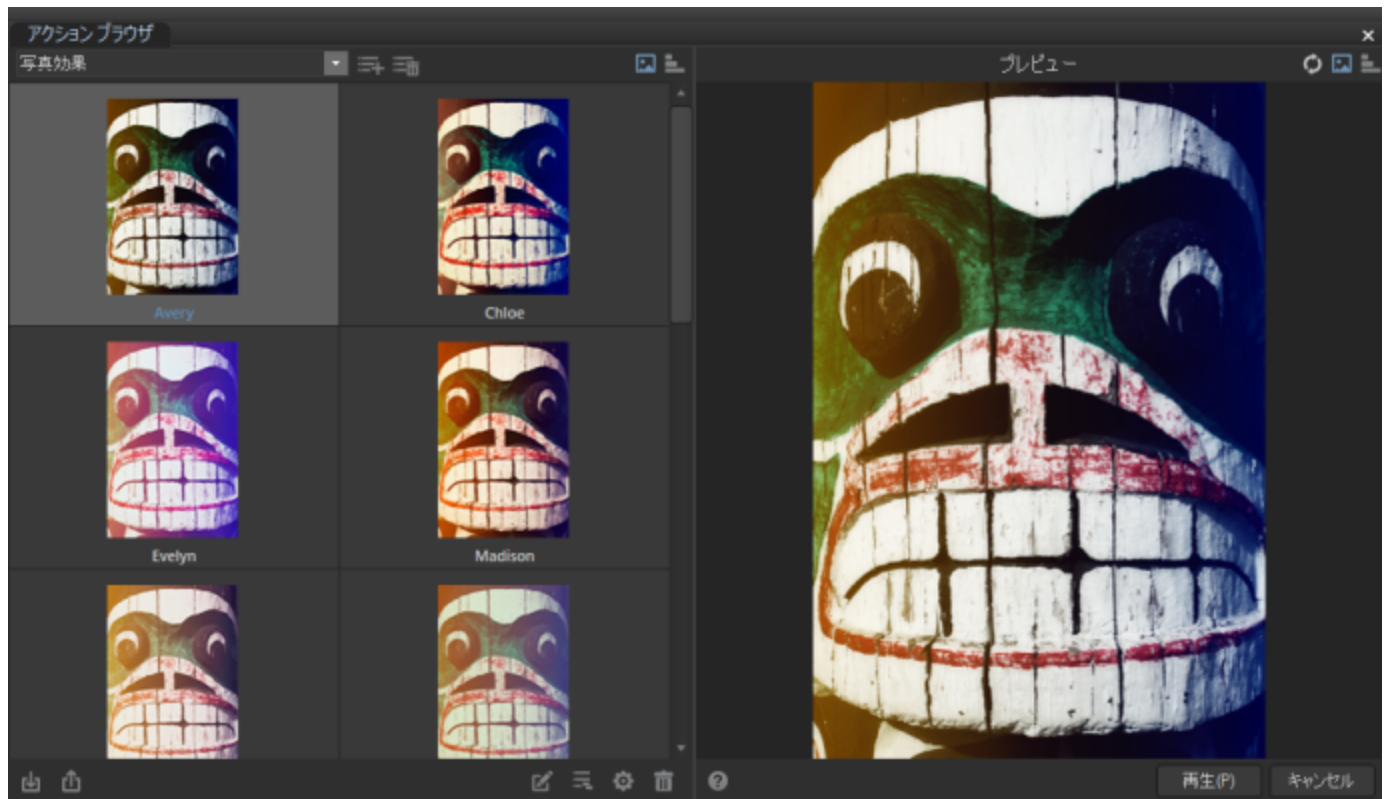 アクション ブラウザ
写真効果
プレビュー
Avery
Chloe
Evelyn
Madison
再生(P)
キャンセル